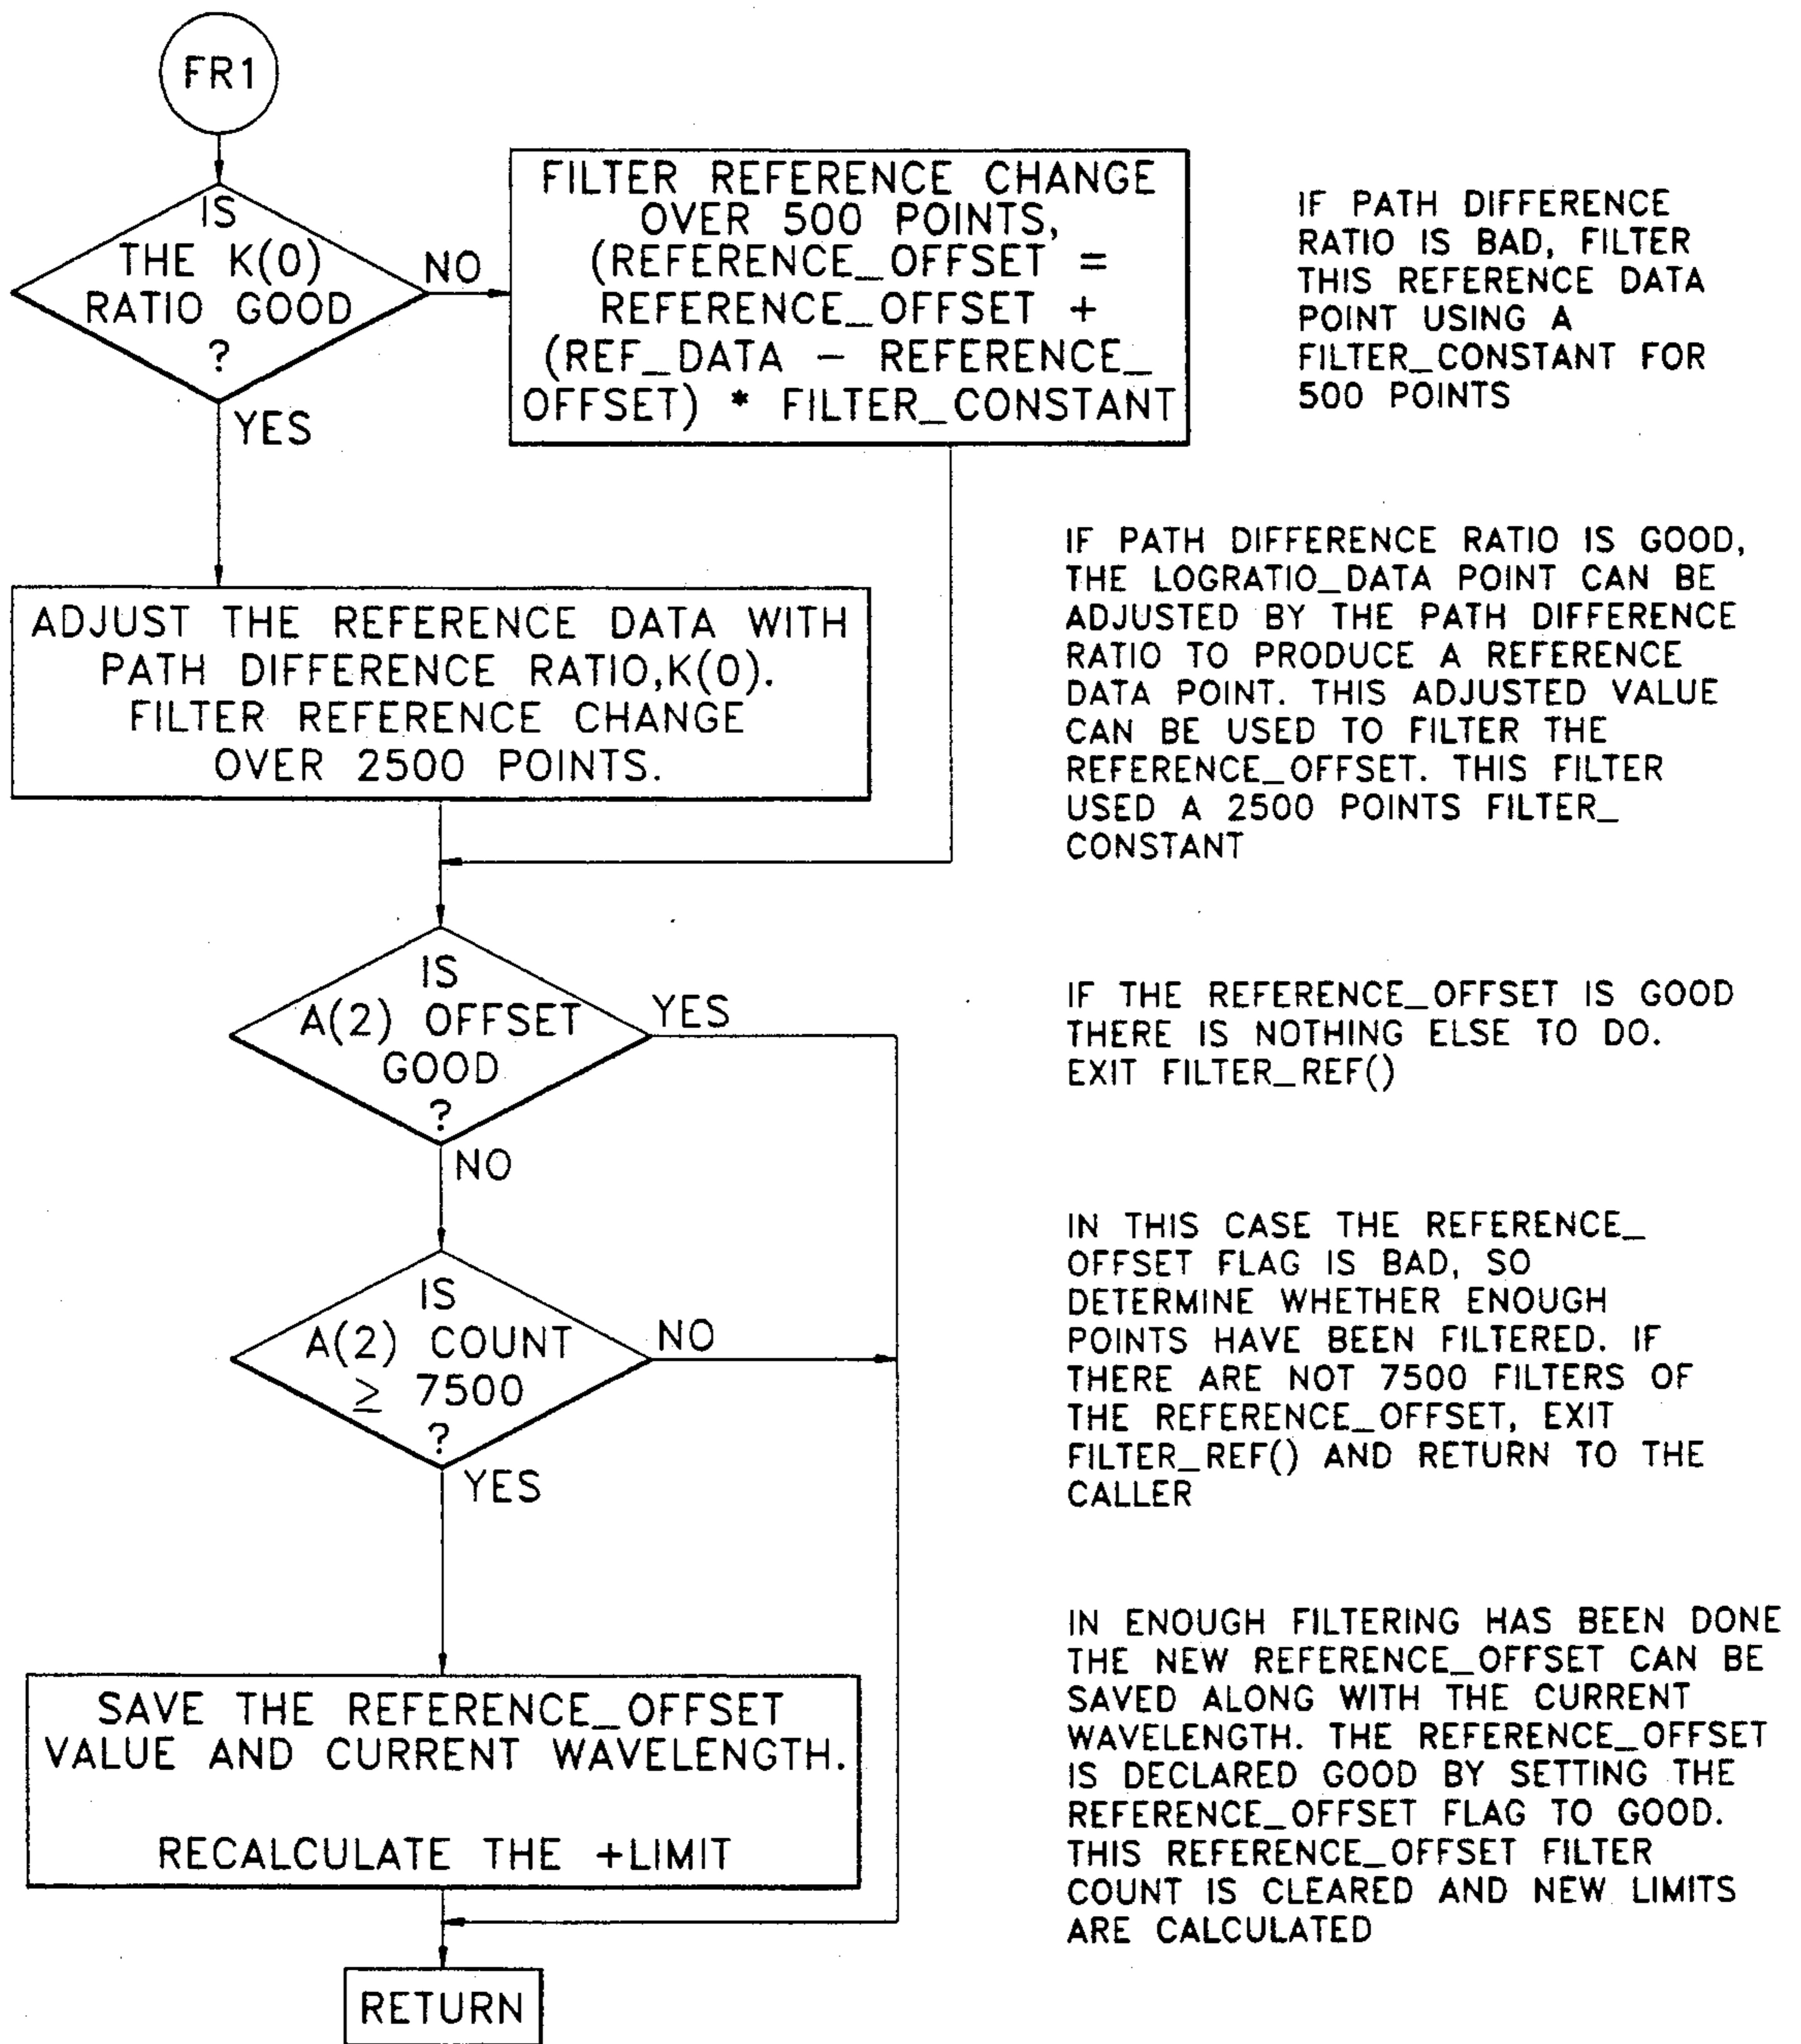 FR1
IS
THE K(0)
RATIO GOOD
?
NO
YES
FILTER REFERENCE CHANGE
OVER 500 POINTS,
(REFERENCE_OFFSET =
REFERENCE_OFFSET +
(REF_DATA – REFERENCE_
OFFSET) * FILTER_CONSTANT
IF PATH DIFFERENCE
RATIO IS BAD, FILTER
THIS REFERENCE DATA
POINT USING A
FILTER_CONSTANT FOR
500 POINTS
ADJUST THE REFERENCE DATA WITH
PATH DIFFERENCE RATIO,K(0).
FILTER REFERENCE CHANGE
OVER 2500 POINTS.
IF PATH DIFFERENCE RATIO IS GOOD,
THE LOGRATIO_DATA POINT CAN BE
ADJUSTED BY THE PATH DIFFERENCE
RATIO TO PRODUCE A REFERENCE
DATA POINT. THIS ADJUSTED VALUE
CAN BE USED TO FILTER THE
REFERENCE_OFFSET. THIS FILTER
USED A 2500 POINTS FILTER_
CONSTANT
IS
A(2) OFFSET
GOOD
?
YES
NO
IF THE REFERENCE_OFFSET IS GOOD
THERE IS NOTHING ELSE TO DO.
EXIT FILTER_REF()
IS
A(2) COUNT
≥ 7500
?
NO
YES
IN THIS CASE THE REFERENCE_
OFFSET FLAG IS BAD, SO
DETERMINE WHETHER ENOUGH
POINTS HAVE BEEN FILTERED. IF
THERE ARE NOT 7500 FILTERS OF
THE REFERENCE_OFFSET, EXIT
FILTER_REF() AND RETURN TO THE
CALLER
SAVE THE REFERENCE_OFFSET
VALUE AND CURRENT WAVELENGTH.
RECALCULATE THE +LIMIT
IN ENOUGH FILTERING HAS BEEN DONE
THE NEW REFERENCE_OFFSET CAN BE
SAVED ALONG WITH THE CURRENT
WAVELENGTH. THE REFERENCE_OFFSET
IS DECLARED GOOD BY SETTING THE
REFERENCE_OFFSET FLAG TO GOOD.
THIS REFERENCE_OFFSET FILTER
COUNT IS CLEARED AND NEW LIMITS
ARE CALCULATED
RETURN